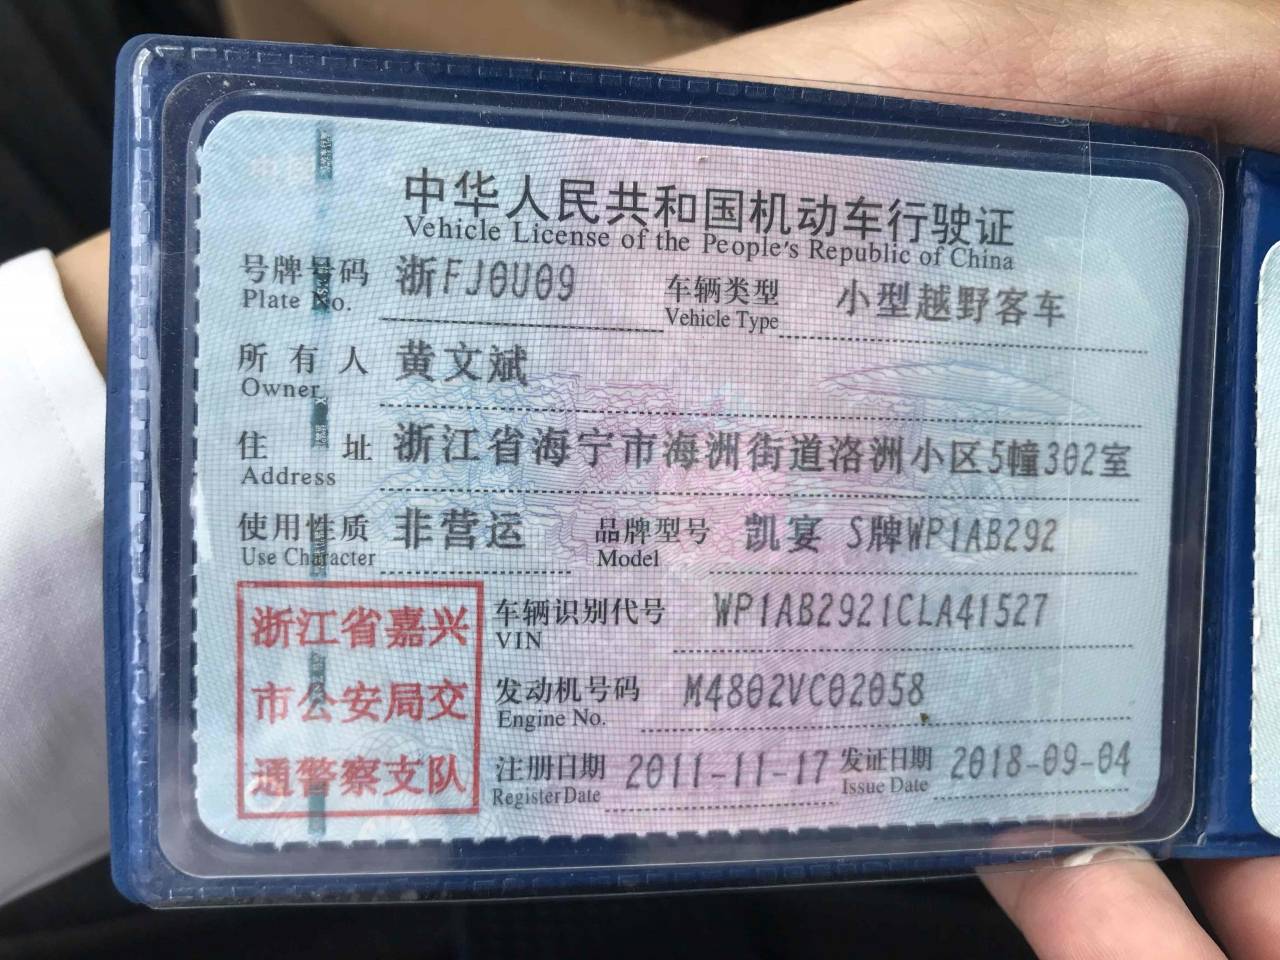 中华人民共和国机动车行驶证
Vehicle License of the People's Republic of China
号牌号码 浙FJ0U09 车辆类型 小型越野客车
Plate No. Vehicle Type
所有人 黄文斌
Owner
住址 浙江省海宁市海洲街道洛洲小区5幢302室
Address
使用性质 非营运 品牌型号 凯宴 S牌WP1AB292
Use Character Model
浙江省嘉兴 车辆识别代号 WP1AB2921CLA41527
VIN
市公安局交 发动机号码 M4802VC02058
Engine No.
通警察支队 注册日期 2011-11-17 发证日期 2018-09-04
Register Date Issue Date